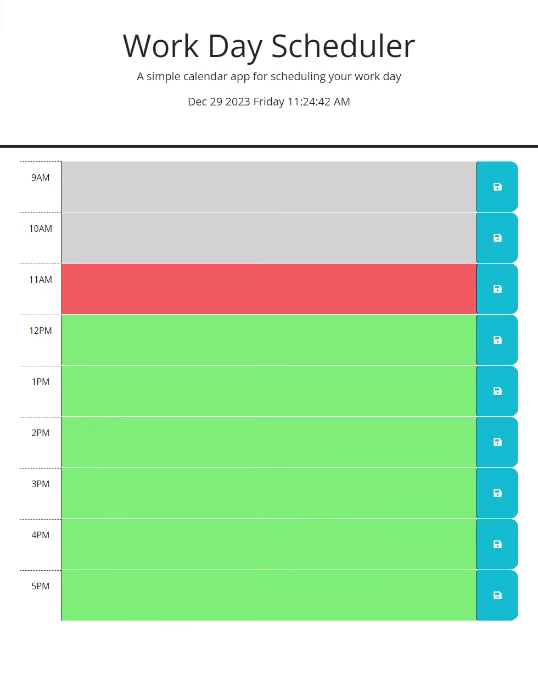 Work Day Scheduler
A simple calendar app for scheduling your work day
Dec 29 2023 Friday 11:24:42 AM
9AM
10AM
11AM
12PM
1PM
2PM
3PM
4PM
5PM